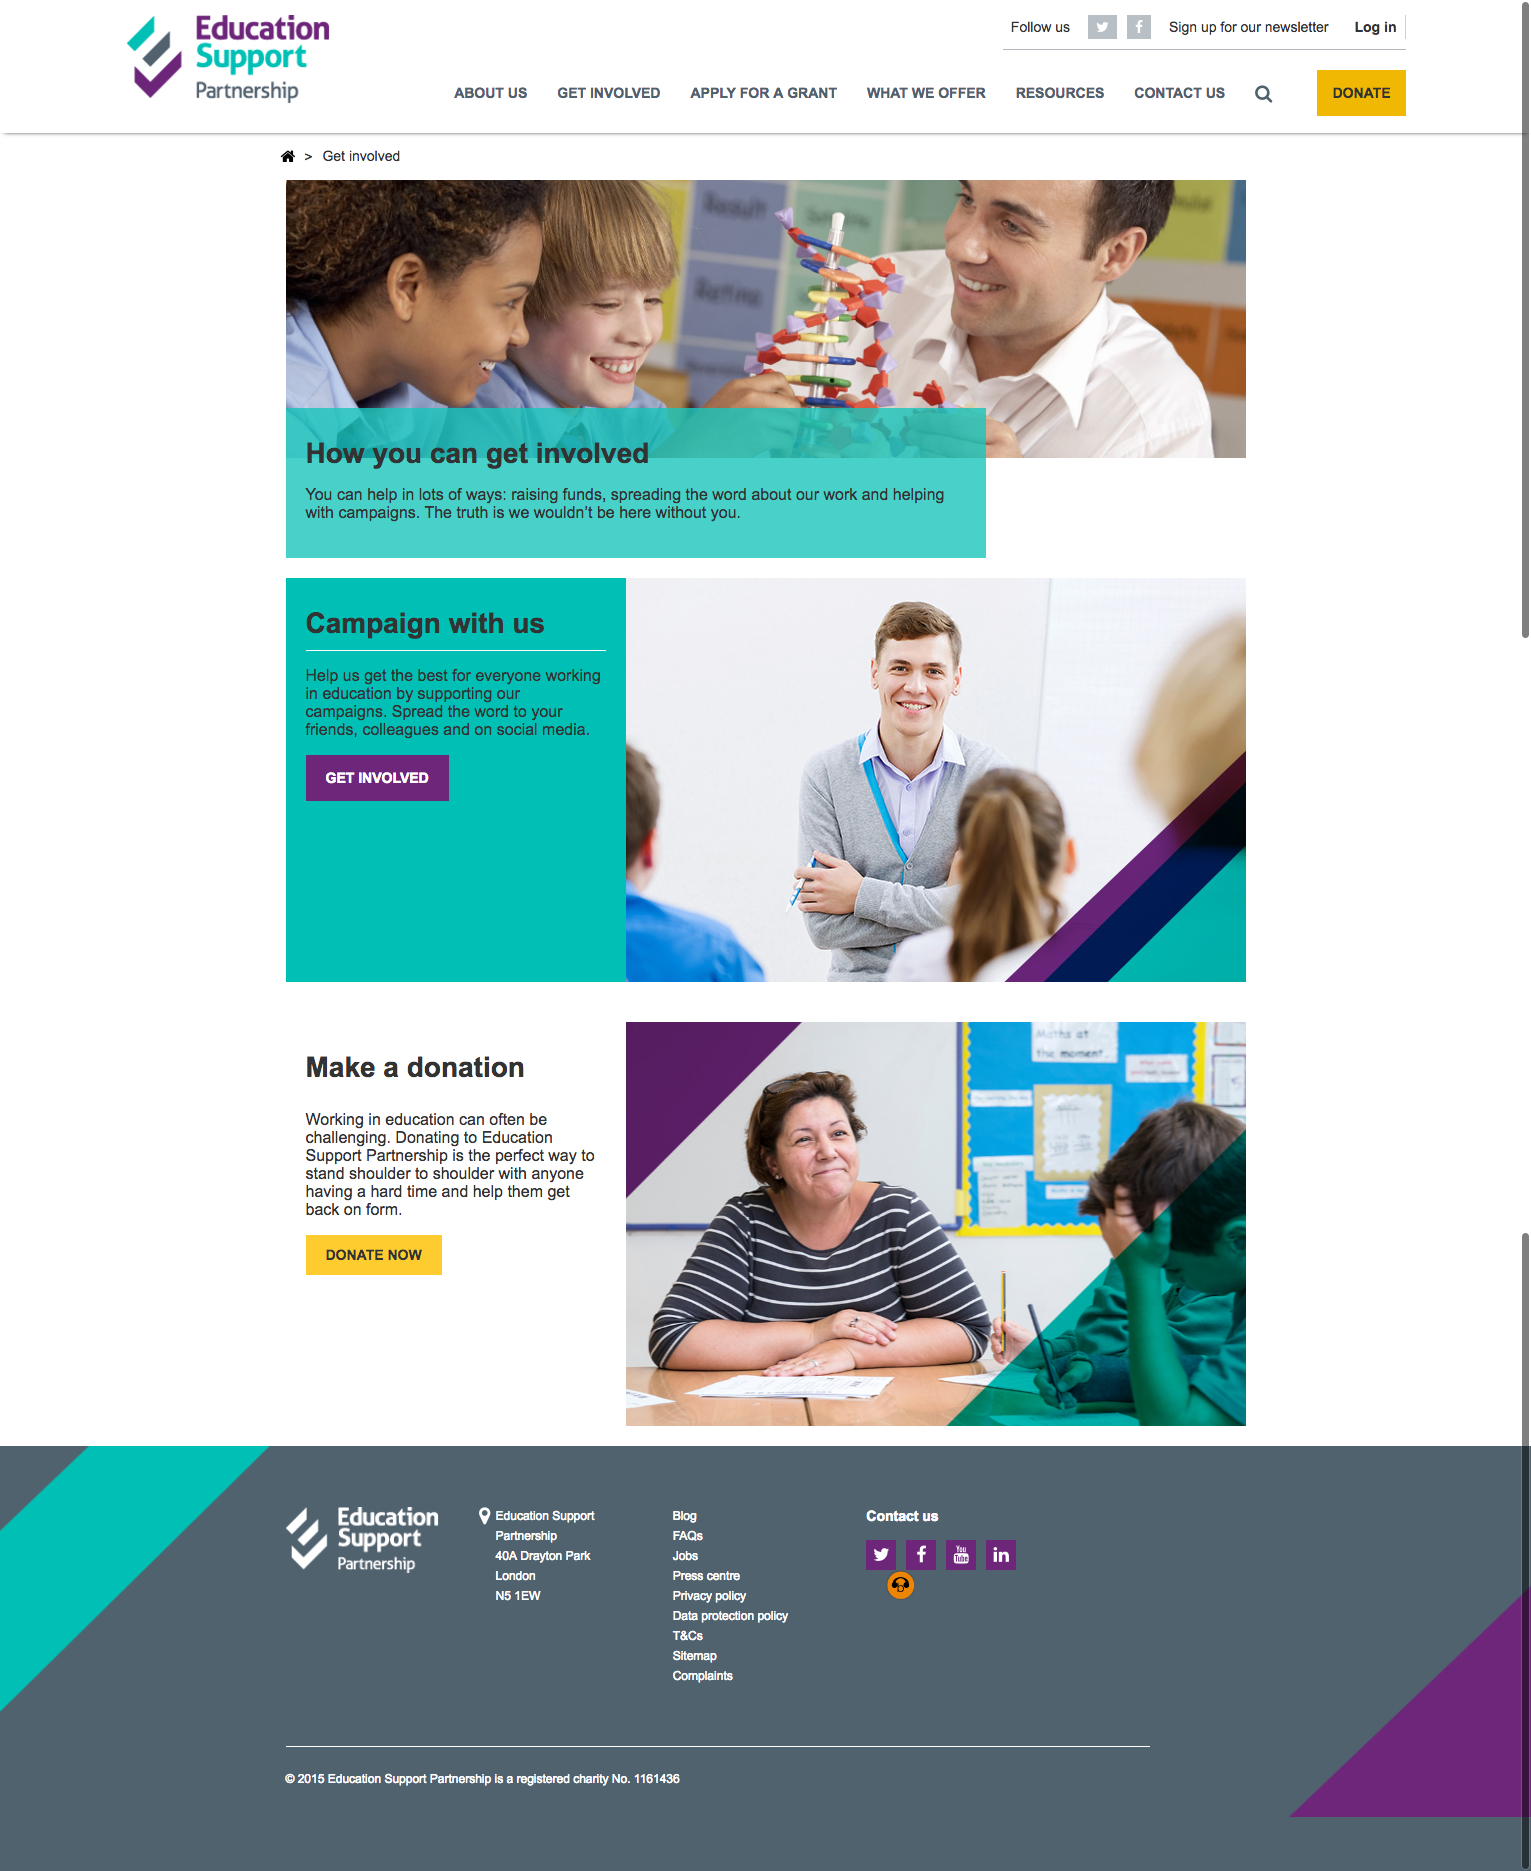 Education
Support
Partnership
Follow us
Sign up for our newsletter
Log in
ABOUT US
GET INVOLVED
APPLY FOR A GRANT
WHAT WE OFFER
RESOURCES
CONTACT US
DONATE
> Get involved
Result
Rating
How you can get involved
You can help in lots of ways: raising funds, spreading the word about our work and helping
with campaigns. The truth is we wouldn't be here without you.
Campaign with us
Help us get the best for everyone working
in education by supporting our
campaigns. Spread the word to your
friends, colleagues and on social media.
GET INVOLVED
Make a donation
Working in education can often be
challenging. Donating to Education
Support Partnership is the perfect way to
stand shoulder to shoulder with anyone
having a hard time and help them get
back on form.
DONATE NOW
Maths at
the moment.
Education
Support
Partnership
Education Support
Partnership
40A Drayton Park
London
N5 1EW
Blog
FAQs
Jobs
Press centre
Privacy policy
Data protection policy
T&Cs
Sitemap
Complaints
Contact us
You
Tube
© 2015 Education Support Partnership is a registered charity No. 1161436